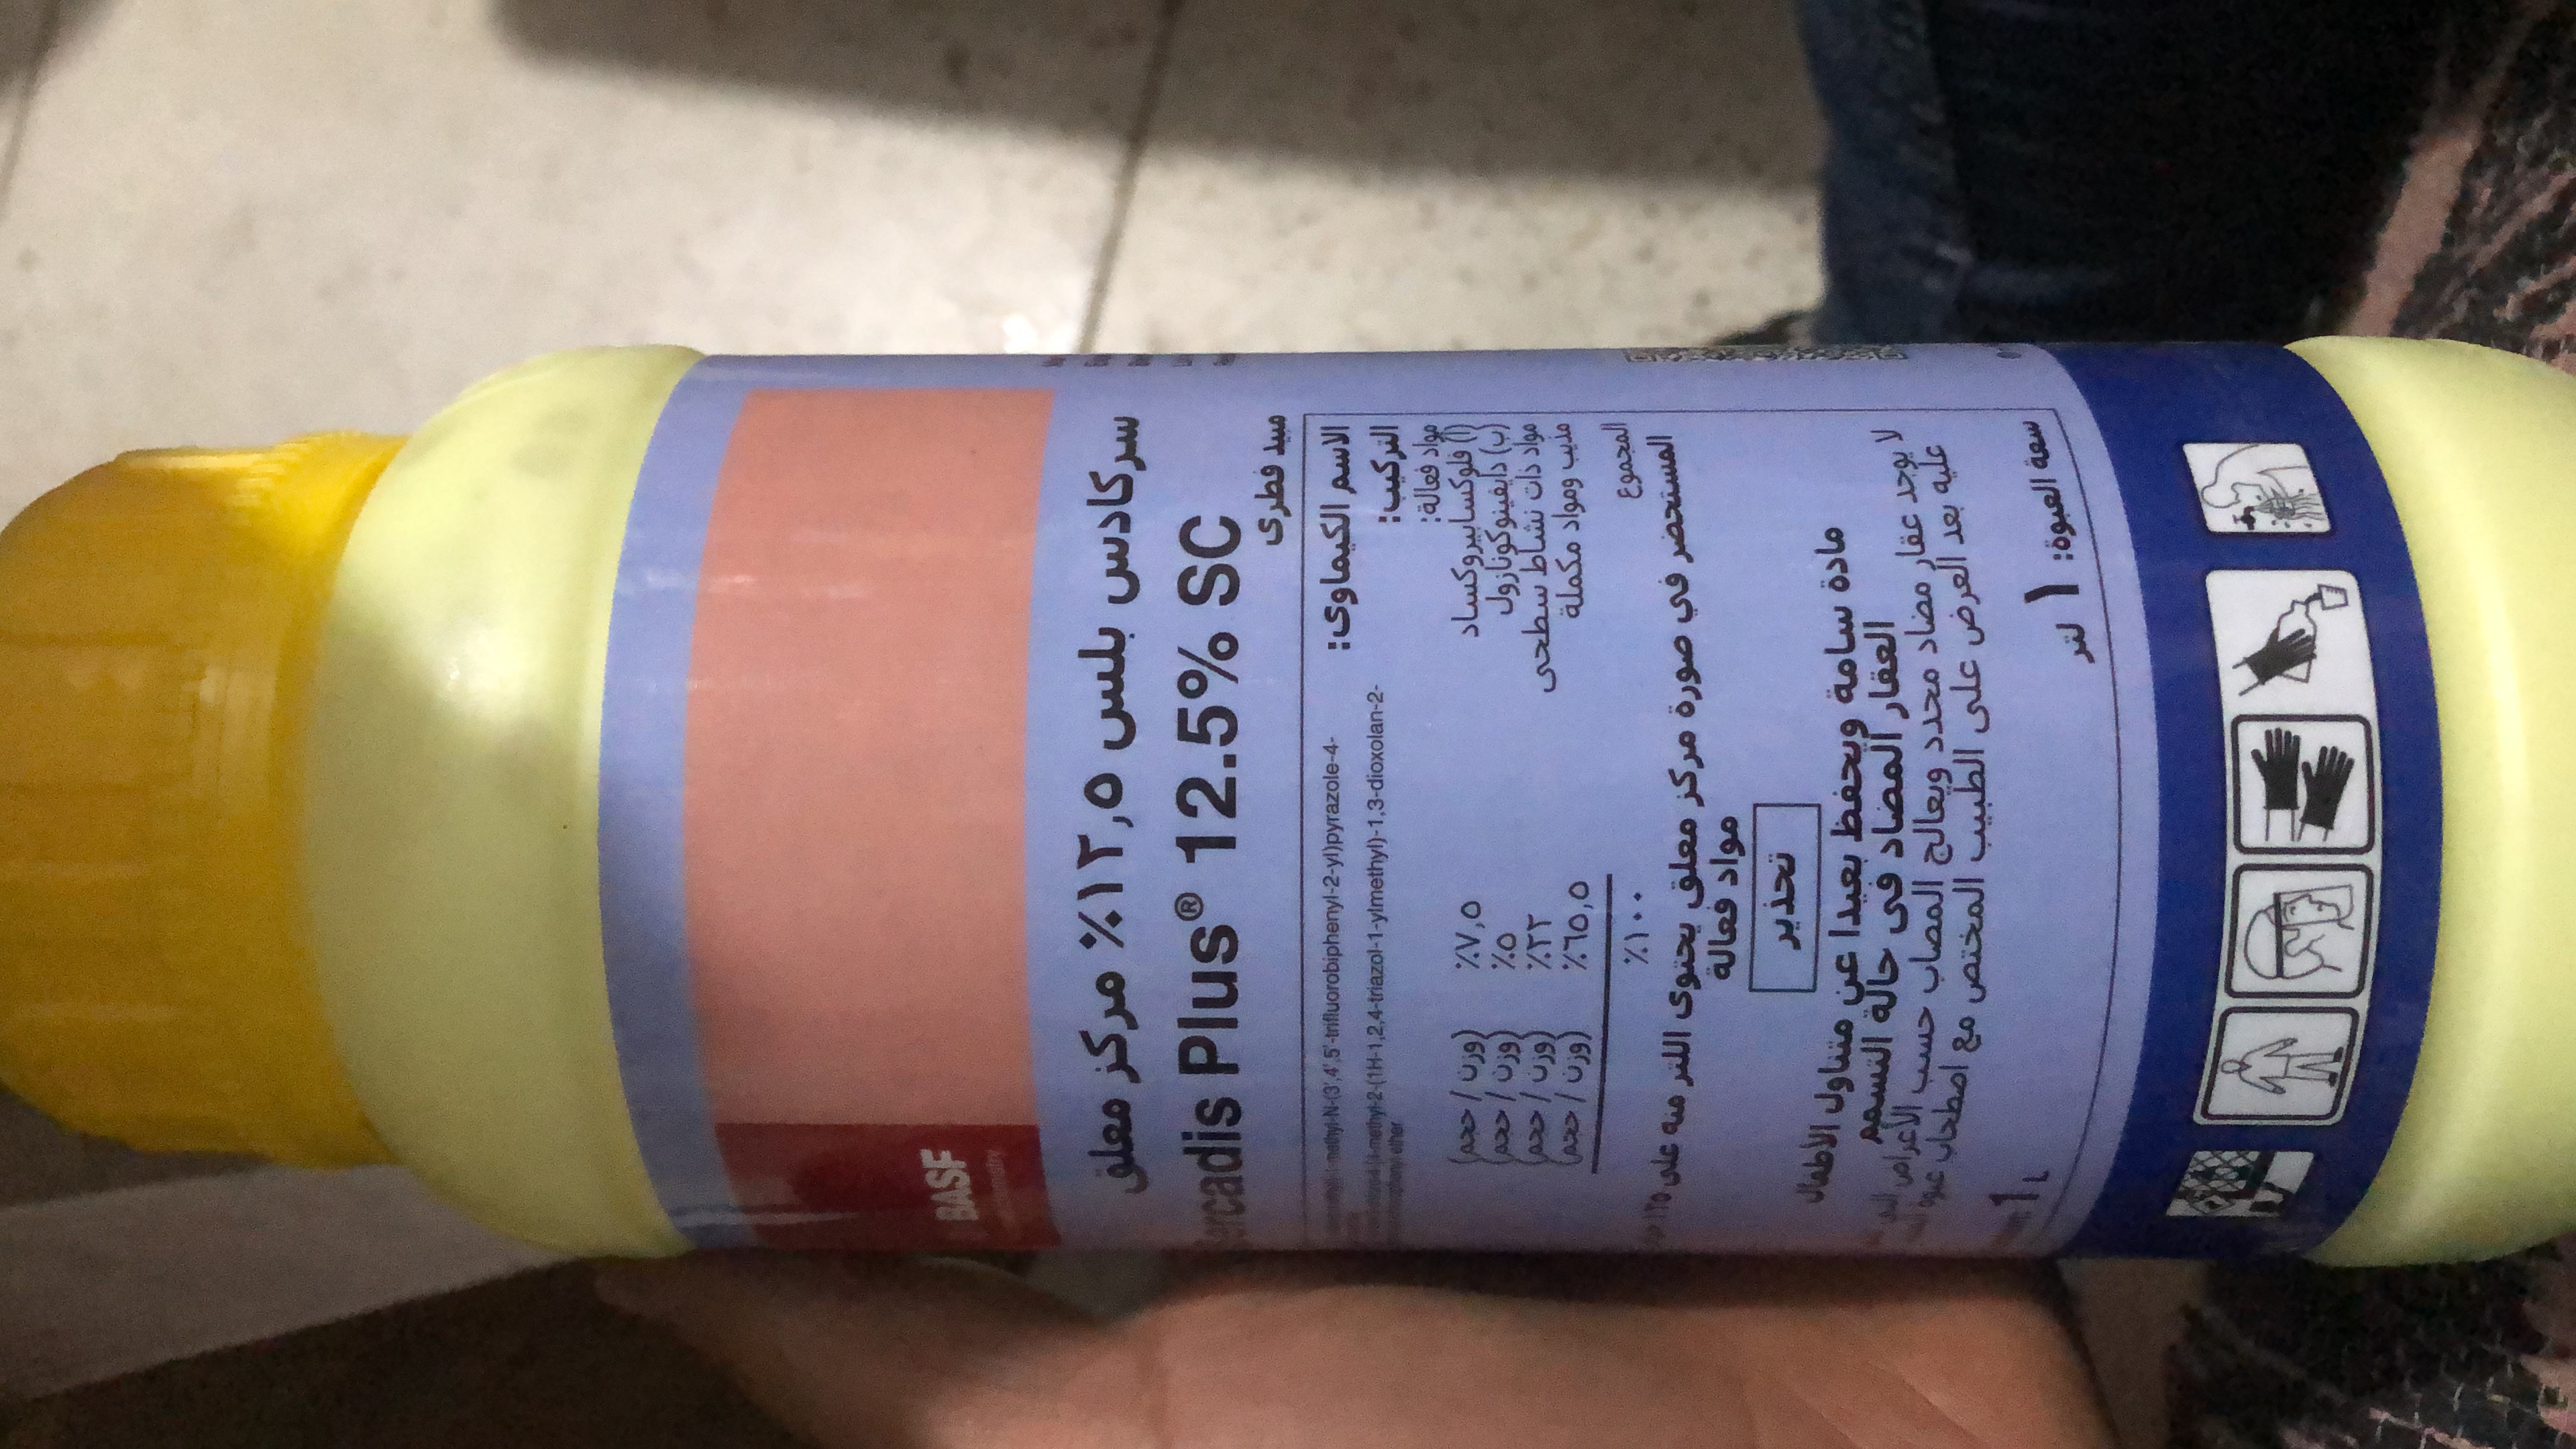 BASF
سركادس بلس ١٢,٥٪ مركز معلق
Sercadis Plus® 12.5% SC
مبيد فطرى
الاسم الكيماوى:
-methyl-N-(3',4',5'-trifluorobiphenyl-2-yl)pyrazole-4-
-methyl-2-(1H-1,2,4-triazol-1-ylmethyl)-1,3-dioxolan-2-
التركيب:
مواد فعالة:
(أ) فلوكسابيروكساد ٧,٥٪ (وزن / حجم)
(ب) دايفينوكونازول ٥٪ (وزن / حجم)
مواد ذات نشاط سطحى ٢٢٪ (وزن / حجم)
مذيب ومواد مكملة ٦٥,٥٪ (وزن / حجم)
المجموع ١٠٠٪
المستحضر في صورة مركز معلق يحتوى اللتر منه على ١٢٥
مواد فعالة
تحذير
مادة سامة ويحفظ بعيدا عن متناول الأطفال
العقار المضاد فى حالة التسمم
لا يوجد عقار مضاد محدد ويعالج المصاب حسب الأعراض التى
عليه بعد العرض على الطبيب المختص مع اصطحاب عبوة
سعة العبوة: ١ لتر
1 L